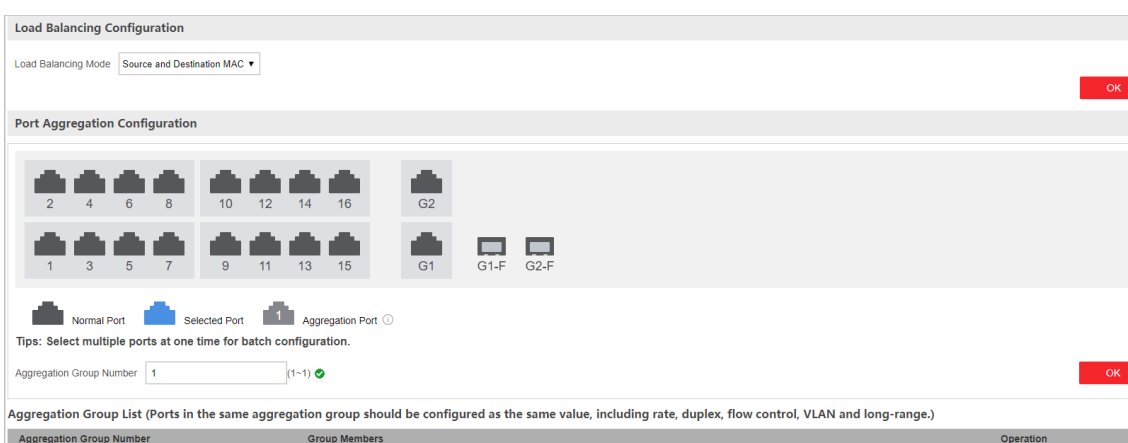 Load Balancing Configuration
Load Balancing Mode Source and Destination MAC
OK
Port Aggregation Configuration
2 4 6 8 10 12 14 16 G2
1 3 5 7 9 11 13 15 G1 G1-F G2-F
Normal Port Selected Port 1 Aggregation Port
Tips: Select multiple ports at one time for batch configuration.
Aggregation Group Number 1 (1~1)
OK
Aggregation Group List (Ports in the same aggregation group should be configured as the same value, including rate, duplex, flow control, VLAN and long-range.)
Aggregation Group Number Group Members Operation